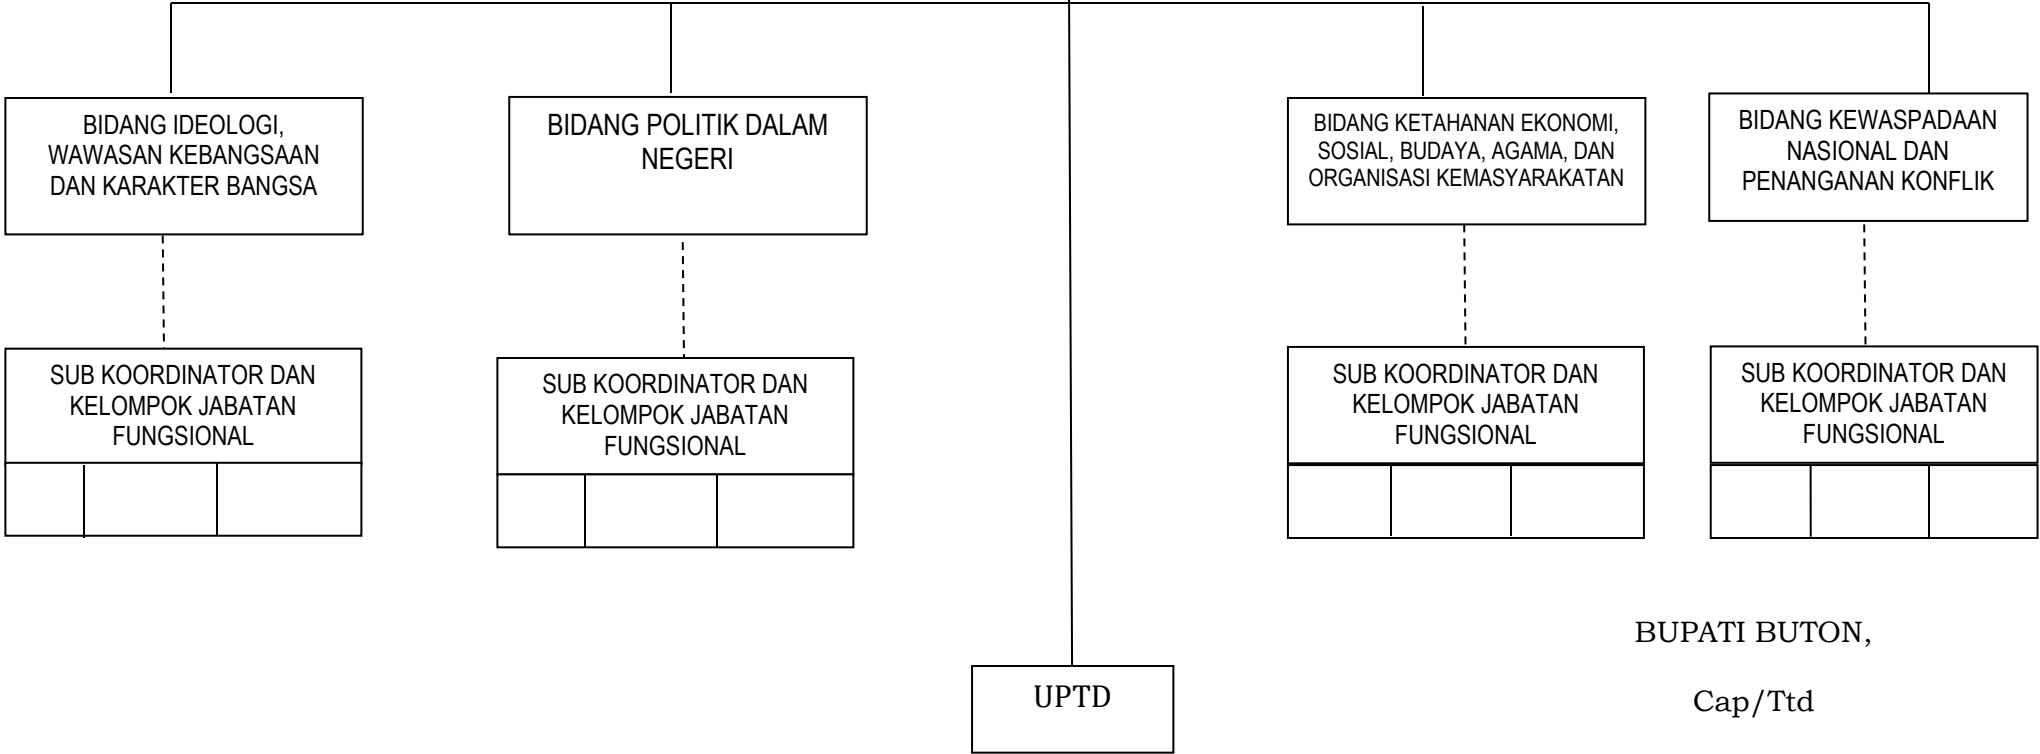 BIDANG IDEOLOGI,
WAWASAN KEBANGSAAN
DAN KARAKTER BANGSA
BIDANG POLITIK DALAM
NEGERI
BIDANG KETAHANAN EKONOMI,
SOSIAL, BUDAYA, AGAMA, DAN
ORGANISASI KEMASYARAKATAN
BIDANG KEWASPADAAN
NASIONAL DAN
PENANGANAN KONFLIK
SUB KOORDINATOR DAN
KELOMPOK JABATAN
FUNGSIONAL
SUB KOORDINATOR DAN
KELOMPOK JABATAN
FUNGSIONAL
SUB KOORDINATOR DAN
KELOMPOK JABATAN
FUNGSIONAL
SUB KOORDINATOR DAN
KELOMPOK JABATAN
FUNGSIONAL
UPTD
BUPATI BUTON,
Cap/Ttd